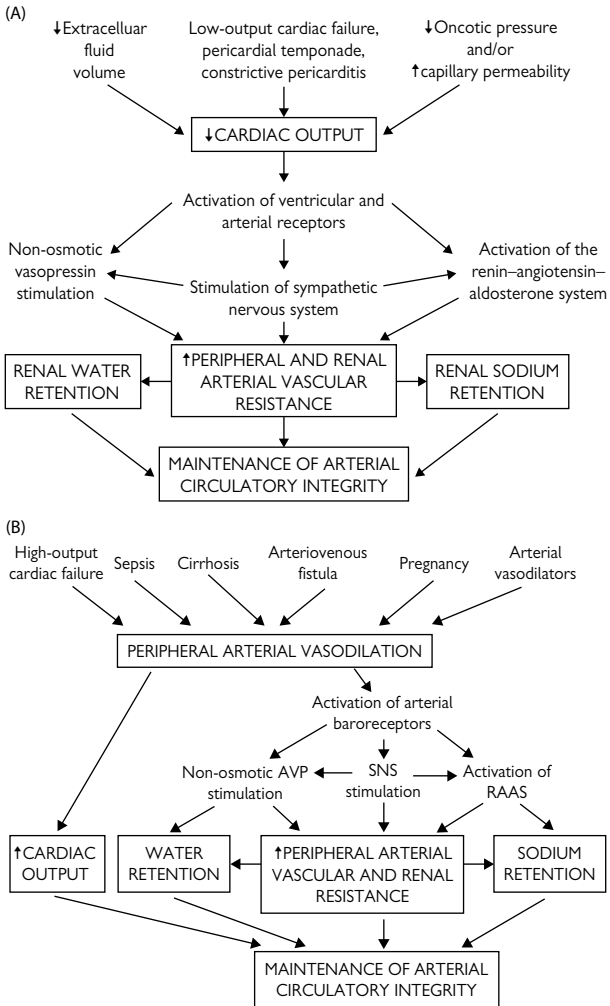 (A)
↓Extracelluar
fluid
volume
Low-output cardiac failure,
pericardial temponade,
constrictive pericarditis
↓Oncotic pressure
and/or
↑capillary permeability
↓CARDIAC OUTPUT
Activation of ventricular and
arterial receptors
Non-osmotic
vasopressin
stimulation
Stimulation of sympathetic
nervous system
Activation of the
renin–angiotensin–
aldosterone system
RENAL WATER
RETENTION
↑PERIPHERAL AND RENAL
ARTERIAL VASCULAR
RESISTANCE
RENAL SODIUM
RETENTION
MAINTENANCE OF ARTERIAL
CIRCULATORY INTEGRITY
(B)
High-output
cardiac failure
Sepsis
Cirrhosis
Arteriovenous
fistula
Pregnancy
Arterial
vasodilators
PERIPHERAL ARTERIAL VASODILATION
Activation of arterial
baroreceptors
Non-osmotic AVP
stimulation
SNS
stimulation
Activation of
RAAS
↑CARDIAC
OUTPUT
WATER
RETENTION
↑PERIPHERAL ARTERIAL
VASCULAR AND RENAL
RESISTANCE
SODIUM
RETENTION
MAINTENANCE OF ARTERIAL
CIRCULATORY INTEGRITY